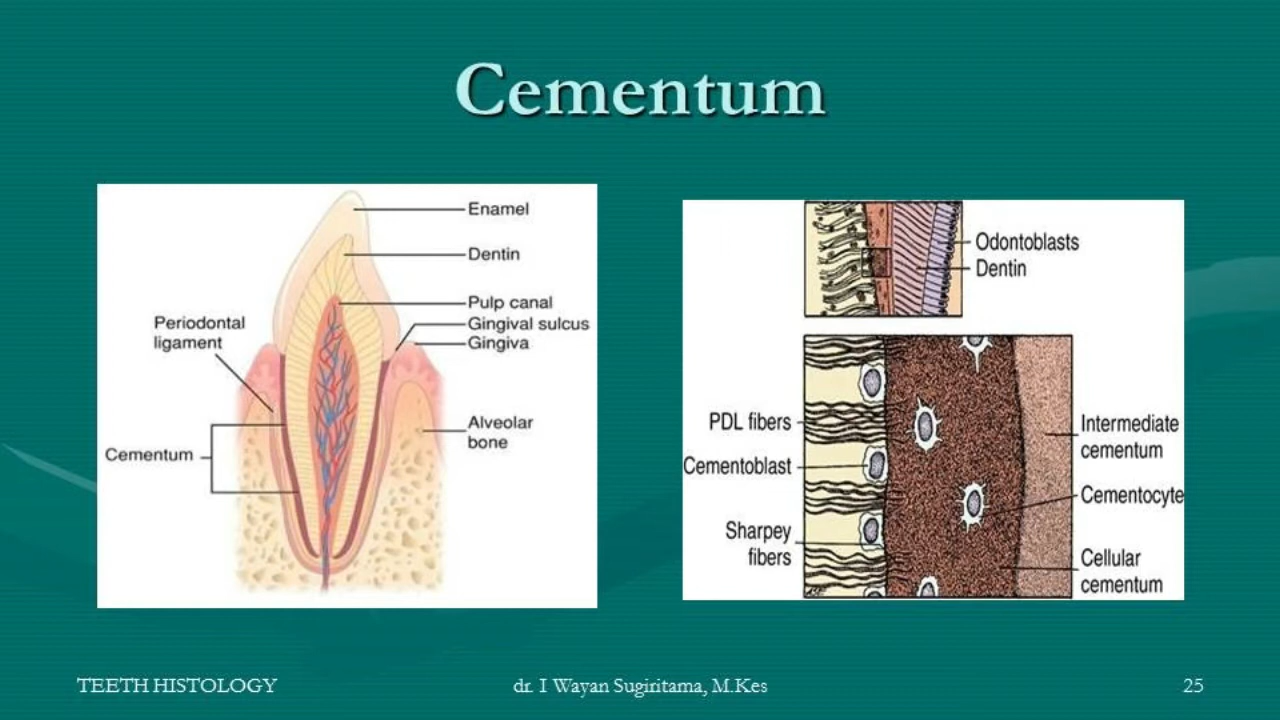 Cementum
Enamel
Dentin
Pulp canal
Gingival sulcus
Gingiva
Periodontal
ligament
Alveolar
bone
Cementum
Odontoblasts
Dentin
PDL fibers
Cementoblast
Sharpey
fibers
Intermediate
cementum
Cementocyte
Cellular
cementum
TEETH HISTOLOGY
dr. I Wayan Sugiritama, M.Kes
25